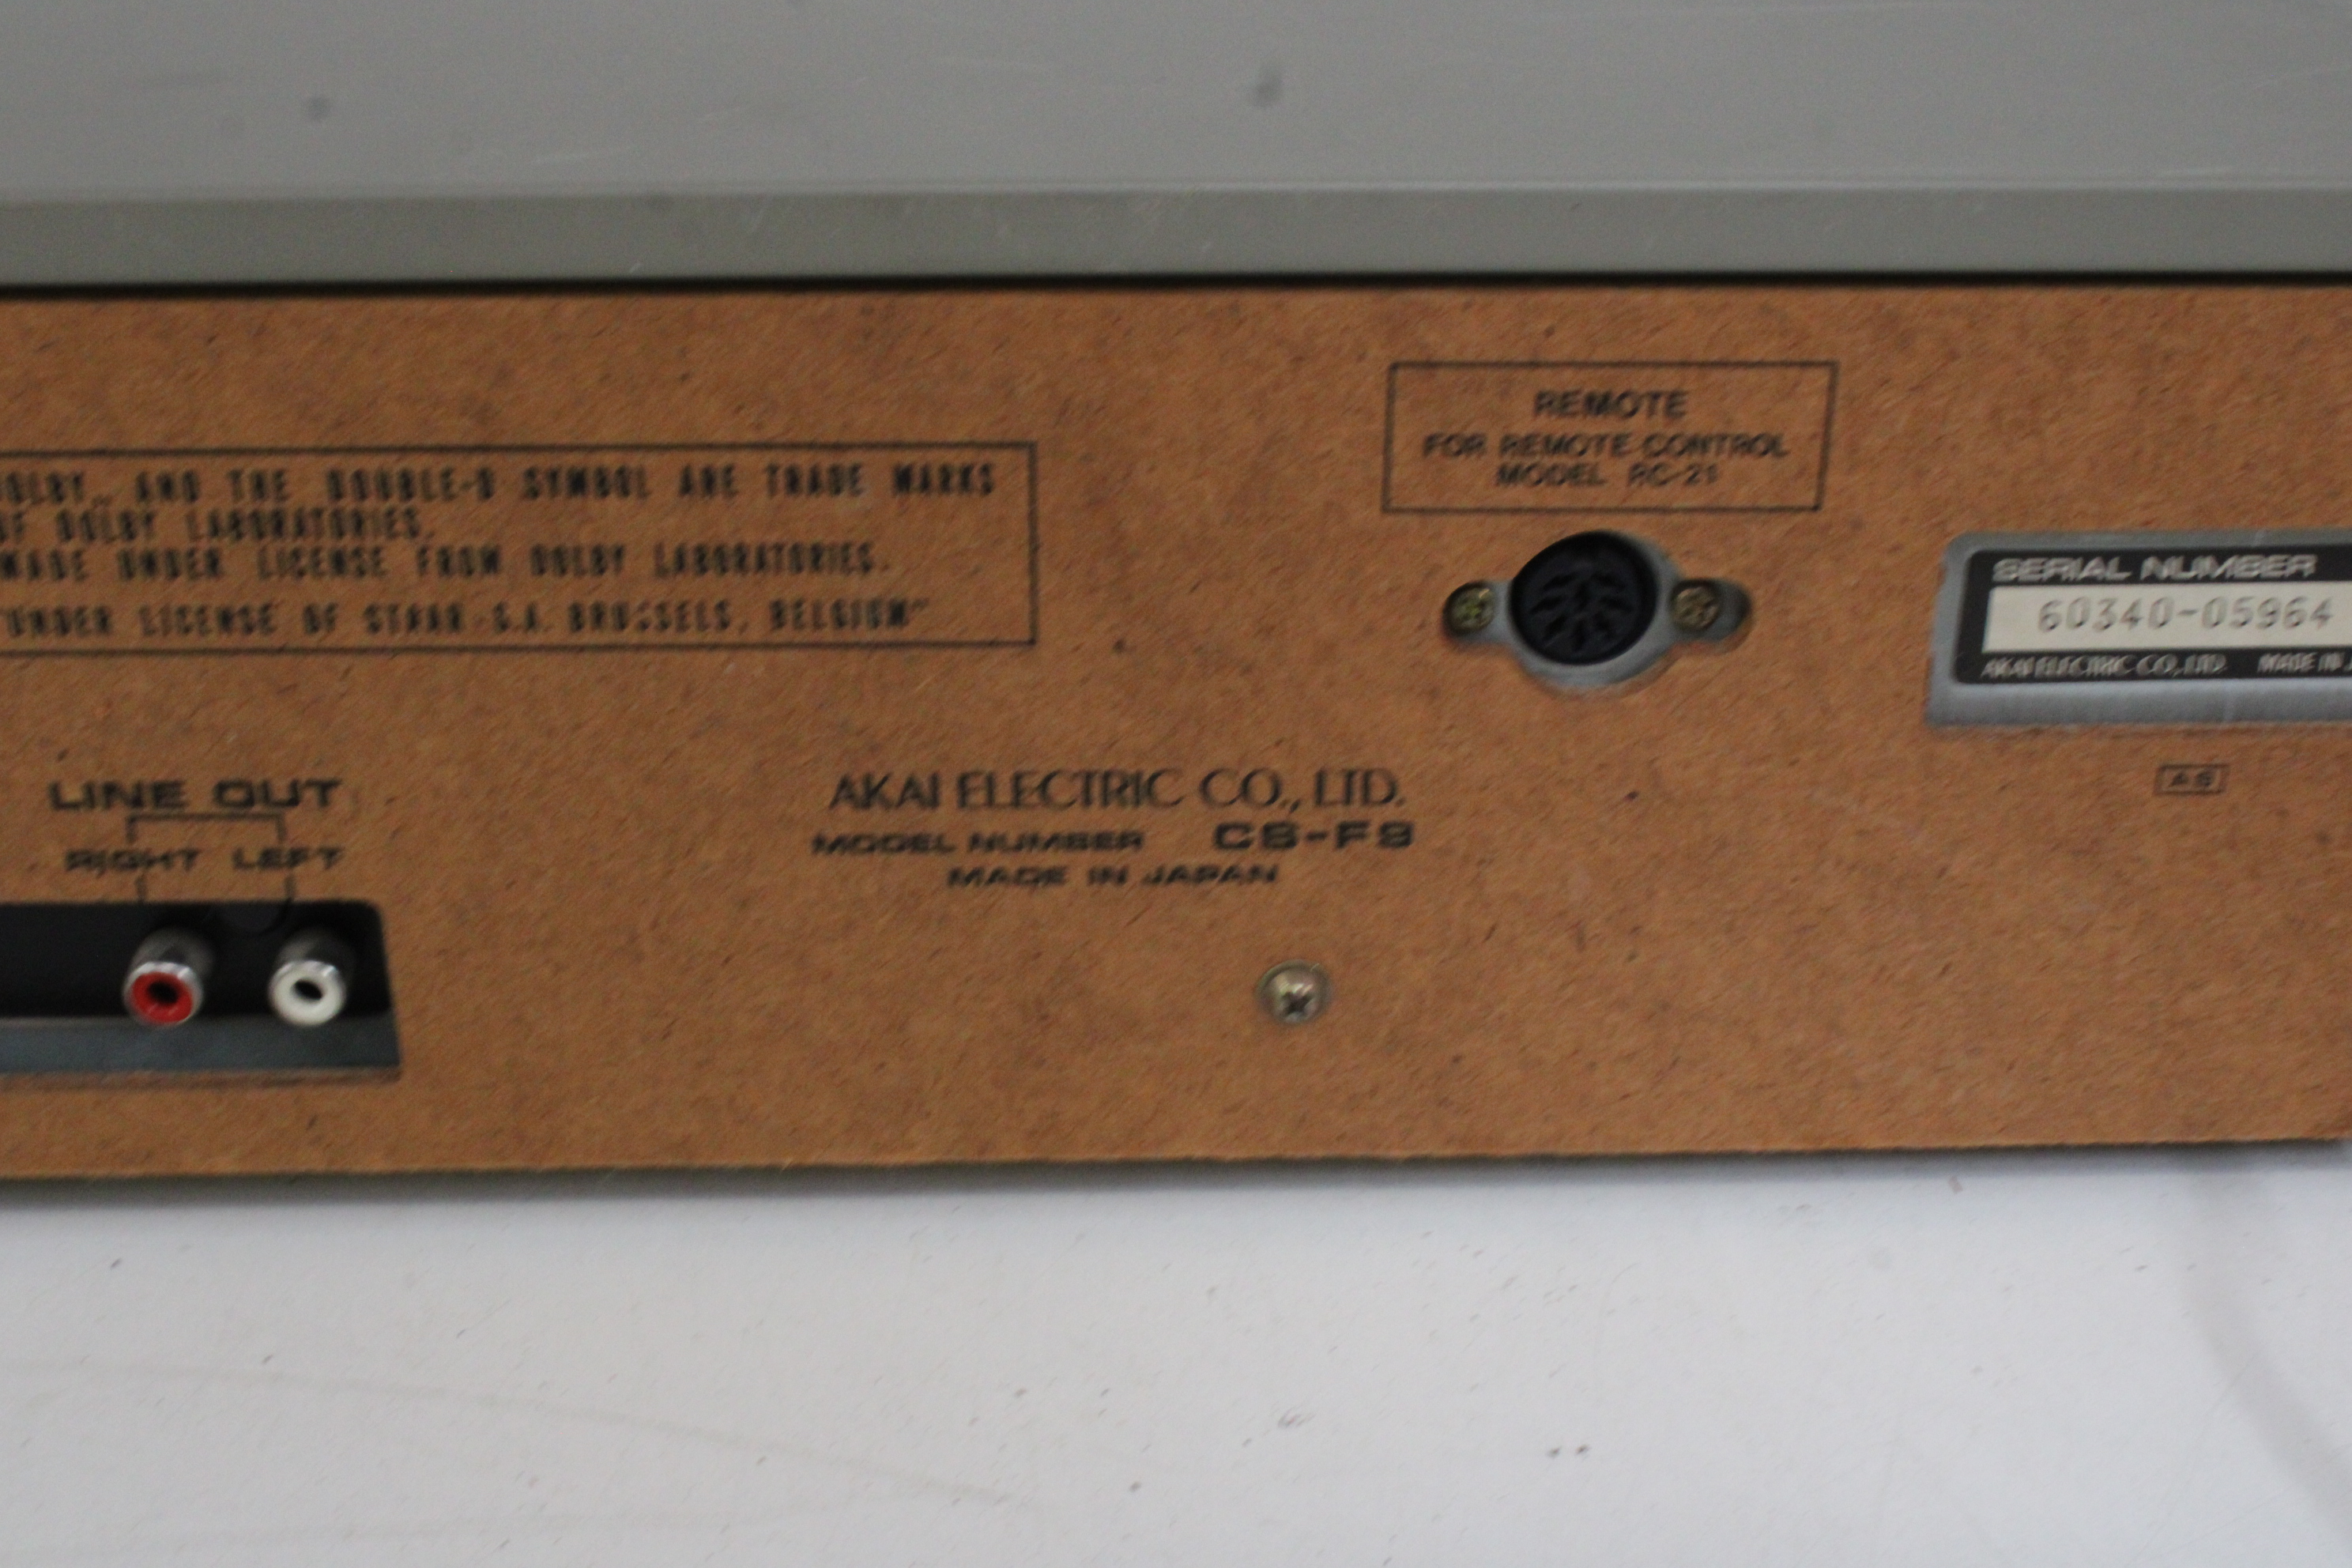 REMOTE
FOR REMOTE CONTROL
MODEL RC-21
DOLBY" AND THE DOUBLE-D SYMBOL ARE TRADE MARKS
OF DOLBY LABORATORIES.
MADE UNDER LICENSE FROM DOLBY LABORATORIES.
"UNDER LICENSE OF STAAR S.A. BRUSSELS, BELGIUM"
SERIAL NUMBER
60340-05964
AKAI ELECTRIC CO., LTD. MADE IN
LINE OUT
RIGHT LEFT
AKAI ELECTRIC CO., LTD.
MODEL NUMBER CS-F9
MADE IN JAPAN